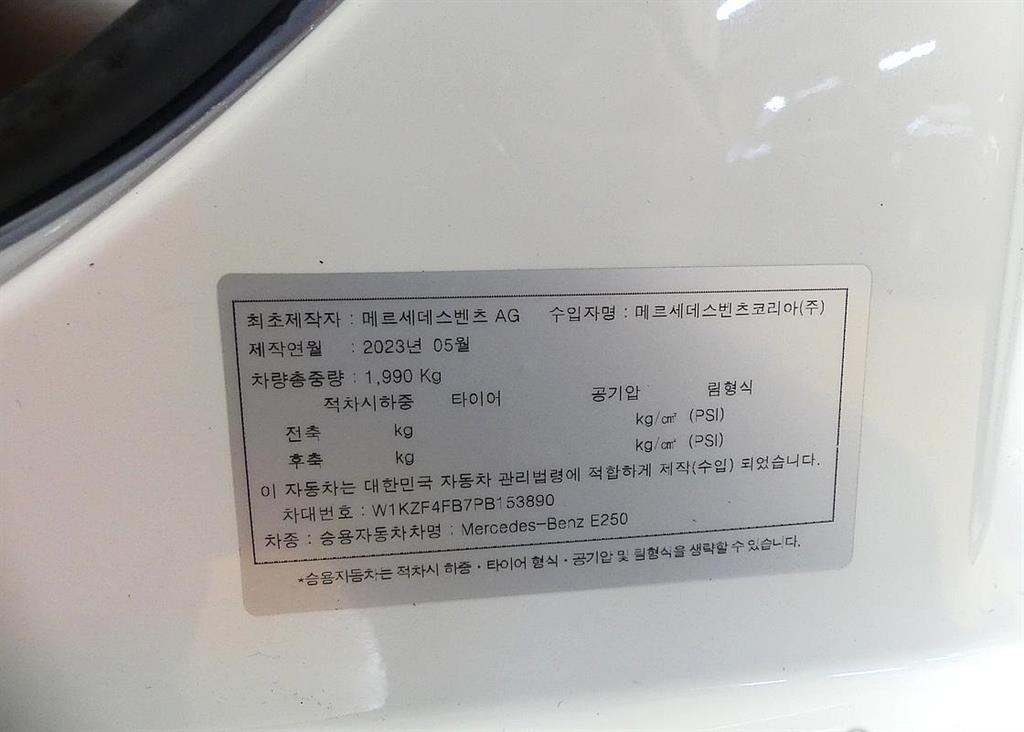 최초제작자 : 메르세데스벤츠 AG 수입자명 : 메르세데스벤츠코리아(주)
제작연월 : 2023년 05월
차량총중량 : 1,990 Kg
적차시하중 타이어 공기압 림형식
전축 kg kg/㎠ (PSI)
후축 kg kg/㎠ (PSI)
이 자동차는 대한민국 자동차 관리법령에 적합하게 제작(수입) 되었습니다.
차대번호 : W1KZF4FB7PB153890
차종 : 승용자동차차명 : Mercedes-Benz E250
*승용자동차는 적차시 하중・타이어 형식・공기압 및 림형식을 생략할 수 있습니다.